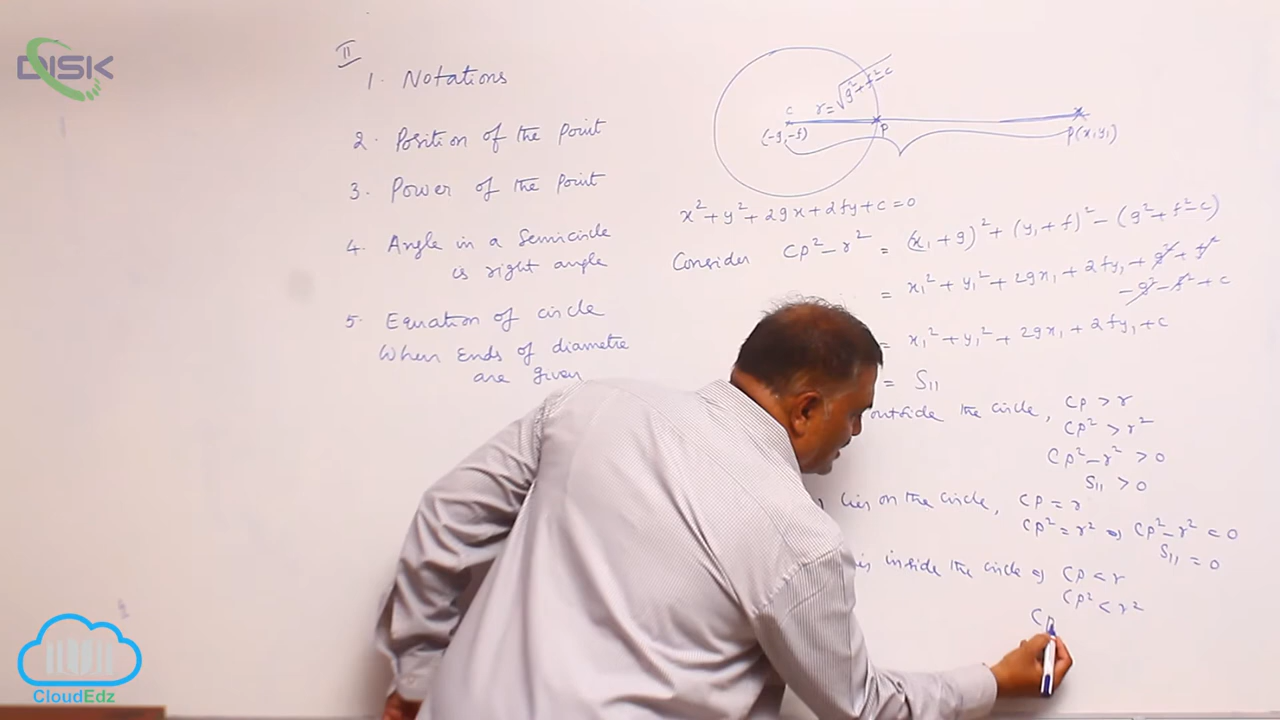 DISK
II
1. Notations
2. Position of the point
3. Power of the point
4. Angle in a semicircle
is right angle
5. Equation of circle
When Ends of diametre
are given
C r = √g²+f²-c
(-g,-f) P P(x₁y₁)
x²+y²+2gx+2fy+c=0
Consider CP²-r² = (x₁+g)²+(y₁+f)²-(g²+f²-c)
= x₁²+y₁²+2gx₁+2fy₁+g²+f²
-g²-f²+c
= x₁²+y₁²+2gx₁+2fy₁+c
= S₁₁
outside the circle, CP > r
CP² > r²
CP²-r² > 0
S₁₁ > 0
lies on the circle, CP = r
CP² = r² CP²-r² = 0
S₁₁ = 0
inside the circle CP < r
CP² < r²
CP
CloudEdz